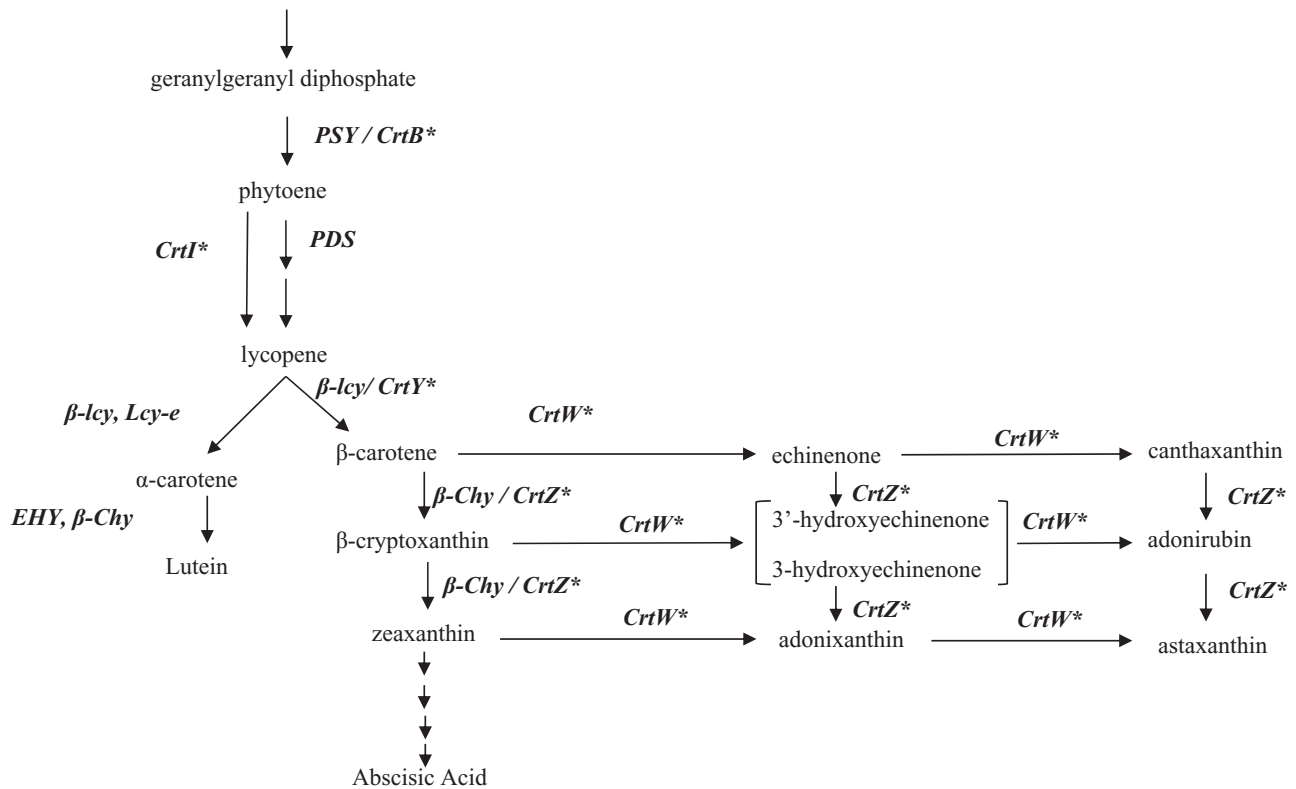 geranylgeranyl diphosphate
PSY / CrtB*
phytoene
CrtI*
PDS
lycopene
β-lcy, Lcy-e
β-lcy/ CrtY*
CrtW*
CrtW*
β-carotene
echinenone
canthaxanthin
α-carotene
β-Chy / CrtZ*
CrtZ*
CrtZ*
EHY, β-Chy
CrtW*
3’-hydroxyechinenone
CrtW*
β-cryptoxanthin
adonirubin
Lutein
3-hydroxyechinenone
β-Chy / CrtZ*
CrtZ*
CrtZ*
CrtW*
CrtW*
zeaxanthin
adonixanthin
astaxanthin
Abscisic Acid